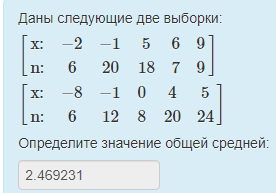 Даны следующие две выборки:
x: −2 −1 5 6 9
n: 6 20 18 7 9
x: −8 −1 0 4 5
n: 6 12 8 20 24
Определите значение общей средней:
2.469231